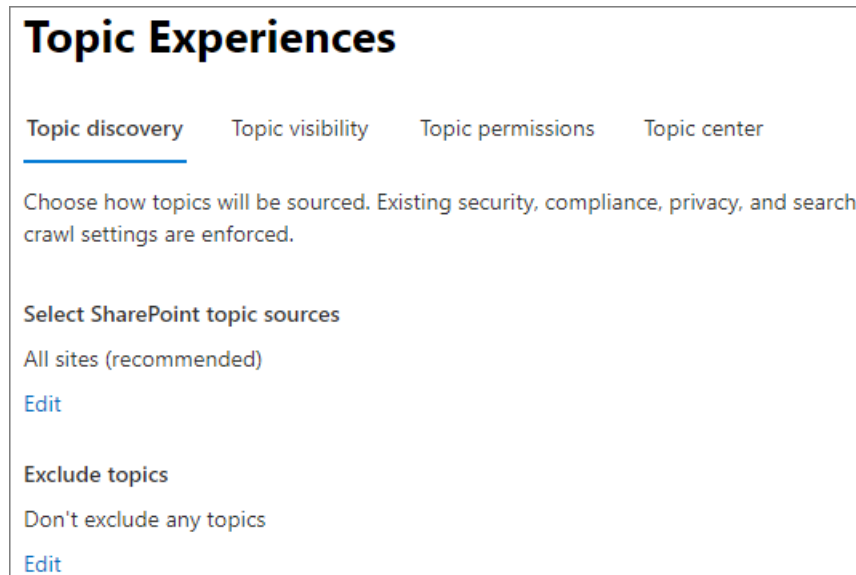 Topic Experiences
Topic discovery Topic visibility Topic permissions Topic center
Choose how topics will be sourced. Existing security, compliance, privacy, and search
crawl settings are enforced.
Select SharePoint topic sources
All sites (recommended)
Edit
Exclude topics
Don't exclude any topics
Edit